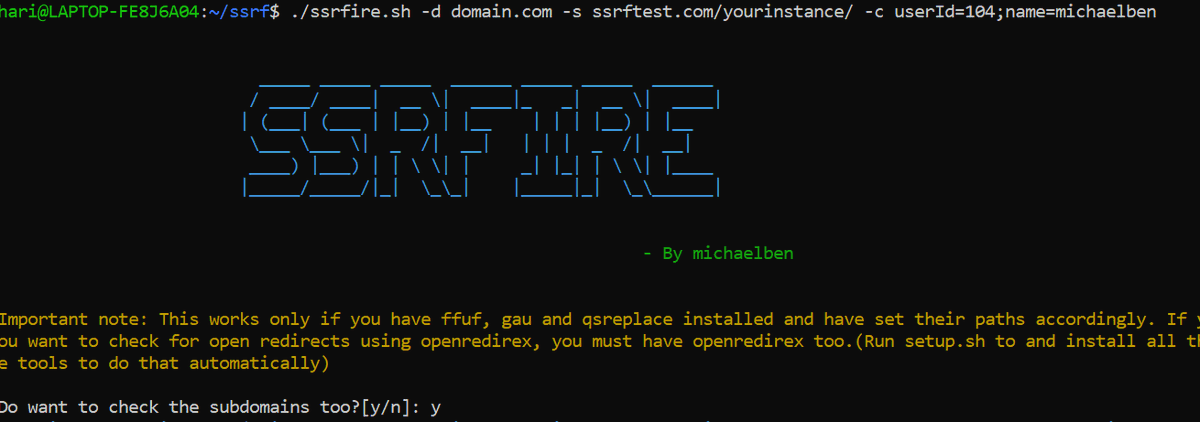 hari@LAPTOP-FE8J6A04:~/ssrf$ ./ssrfire.sh -d domain.com -s ssrftest.com/yourinstance/ -c userId=104;name=michaelben
SSRFIRE
- By michaelben
Important note: This works only if you have ffuf, gau and qsreplace installed and have set their paths accordingly. If y
ou want to check for open redirects using openredirex, you must have openredirex too.(Run setup.sh to and install all th
e tools to do that automatically)
Do want to check the subdomains too?[y/n]: y